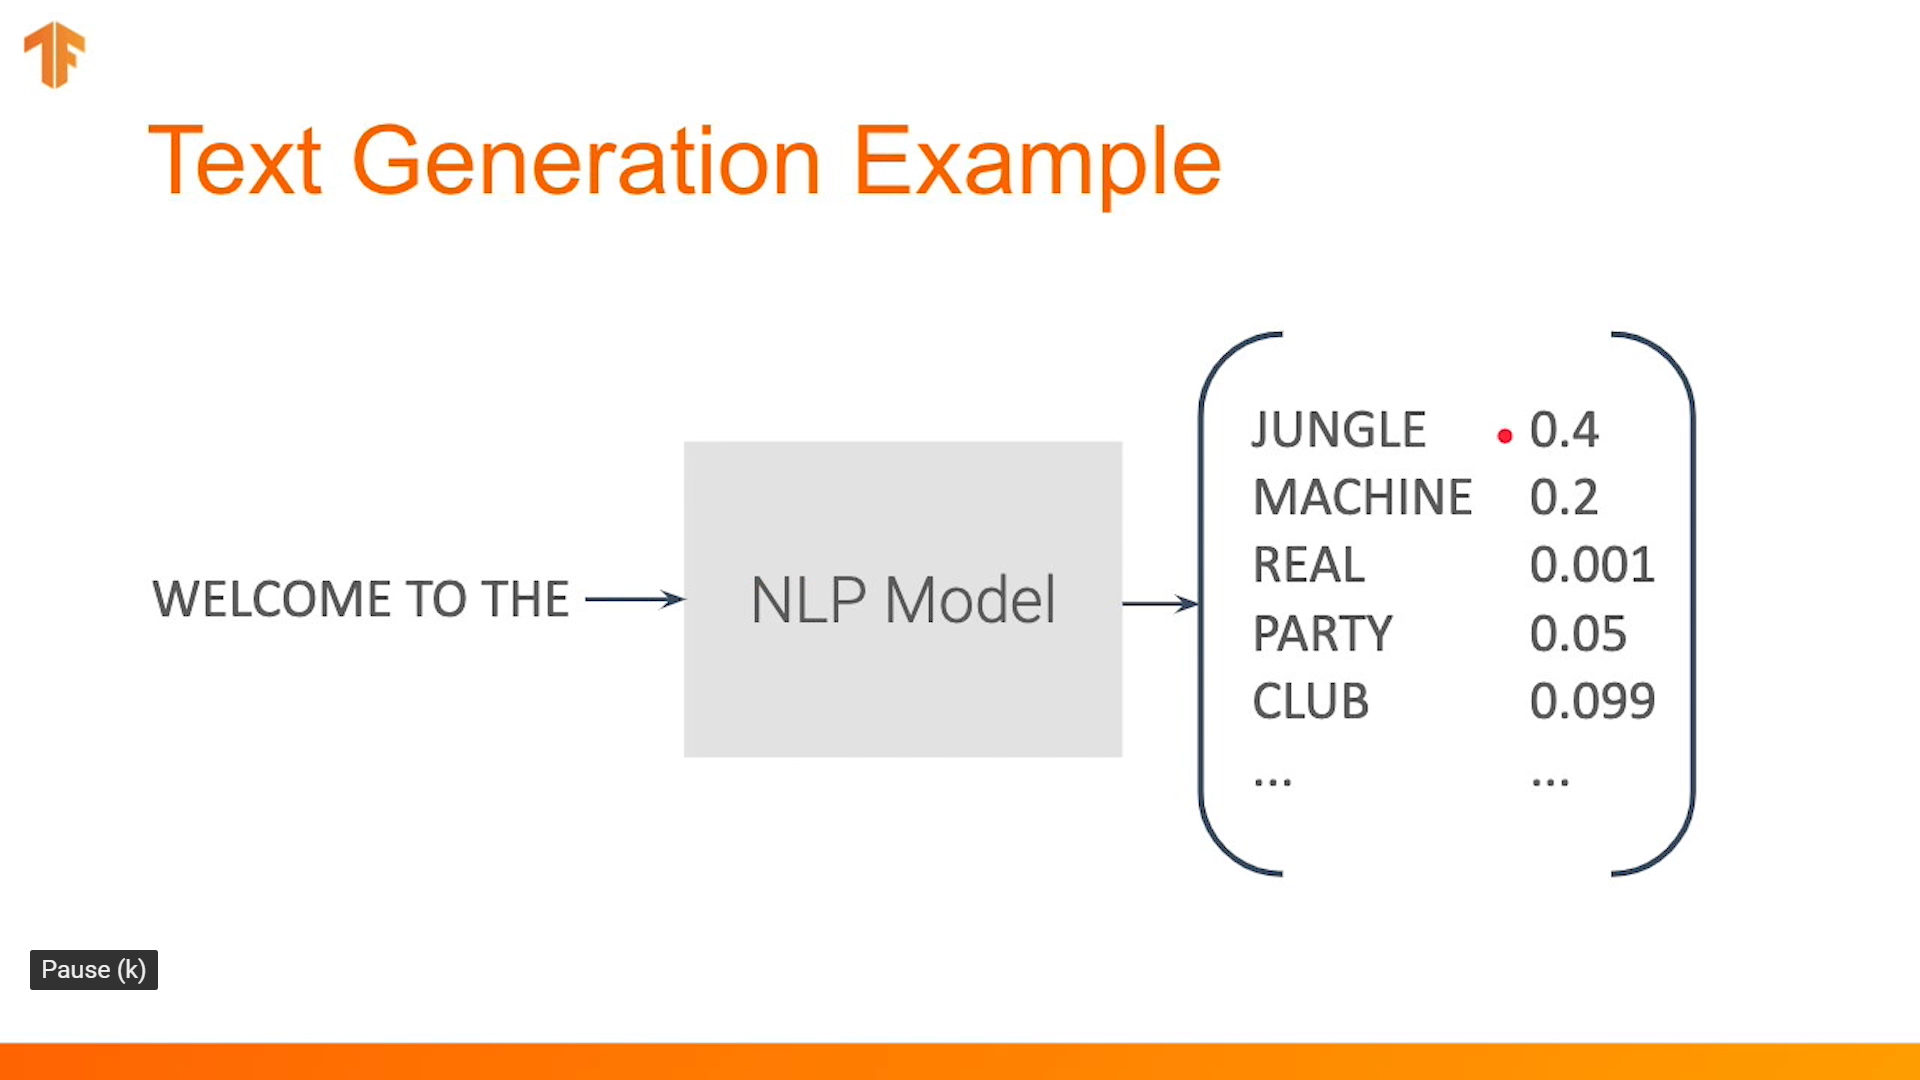 Text Generation Example
WELCOME TO THE
NLP Model
JUNGLE 0.4
MACHINE 0.2
REAL 0.001
PARTY 0.05
CLUB 0.099
... ...
Pause (k)